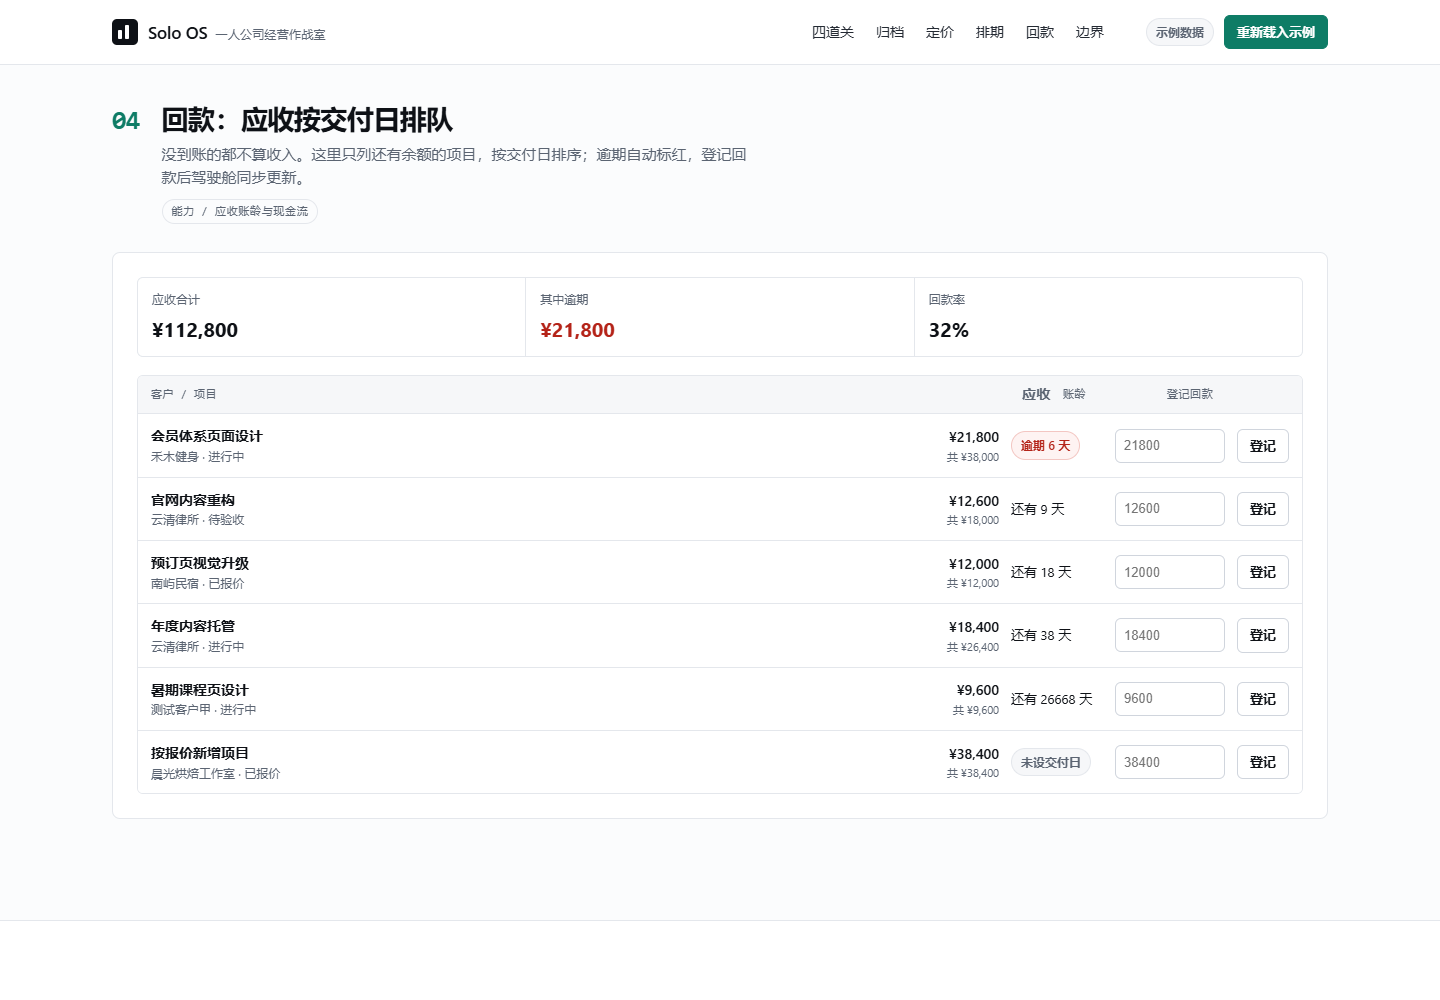 Solo OS 一人公司经营作战室
四道关 归档 定价 排期 回款 边界 示例数据 重新载入示例
04 回款：应收按交付日排队
没到账的都不算收入。这里只列还有余额的项目，按交付日排序；逾期自动标红，登记回
款后驾驶舱同步更新。
能力 / 应收账龄与现金流
应收合计 其中逾期 回款率
¥112,800 ¥21,800 32%
客户 / 项目 应收 账龄 登记回款
会员体系页面设计 ¥21,800 逾期 6 天 21800 登记
禾木健身 · 进行中 共 ¥38,000
官网内容重构 ¥12,600 还有 9 天 12600 登记
云清律所 · 待验收 共 ¥18,000
预订页视觉升级 ¥12,000 还有 18 天 12000 登记
南屿民宿 · 已报价 共 ¥12,000
年度内容托管 ¥18,400 还有 38 天 18400 登记
云清律所 · 进行中 共 ¥26,400
暑期课程页设计 ¥9,600 还有 26668 天 9600 登记
测试客户甲 · 进行中 共 ¥9,600
按报价新增项目 ¥38,400 未设交付日 38400 登记
晨光烘焙工作室 · 已报价 共 ¥38,400